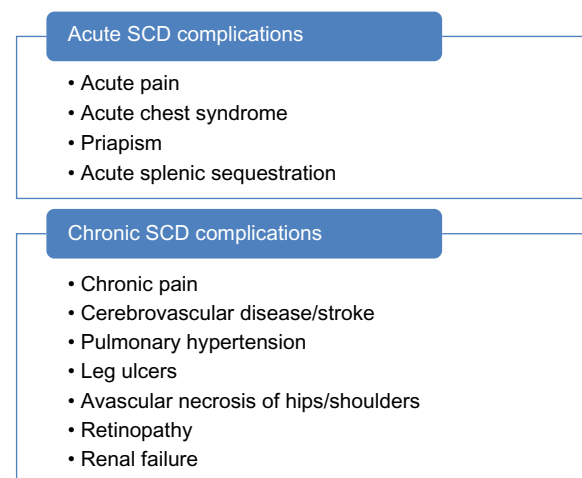 Acute SCD complications
• Acute pain
• Acute chest syndrome
• Priapism
• Acute splenic sequestration
Chronic SCD complications
• Chronic pain
• Cerebrovascular disease/stroke
• Pulmonary hypertension
• Leg ulcers
• Avascular necrosis of hips/shoulders
• Retinopathy
• Renal failure